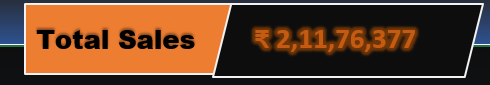 Total Sales ₹ 2,11,76,377